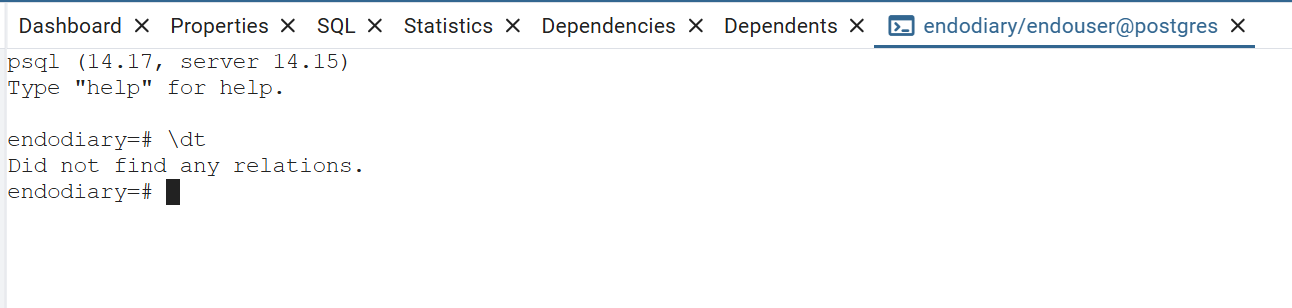 Dashboard ✕ Properties ✕ SQL ✕ Statistics ✕ Dependencies ✕ Dependents ✕ endodiary/endouser@postgres ✕
psql (14.17, server 14.15)
Type "help" for help.
endodiary=# \dt
Did not find any relations.
endodiary=#